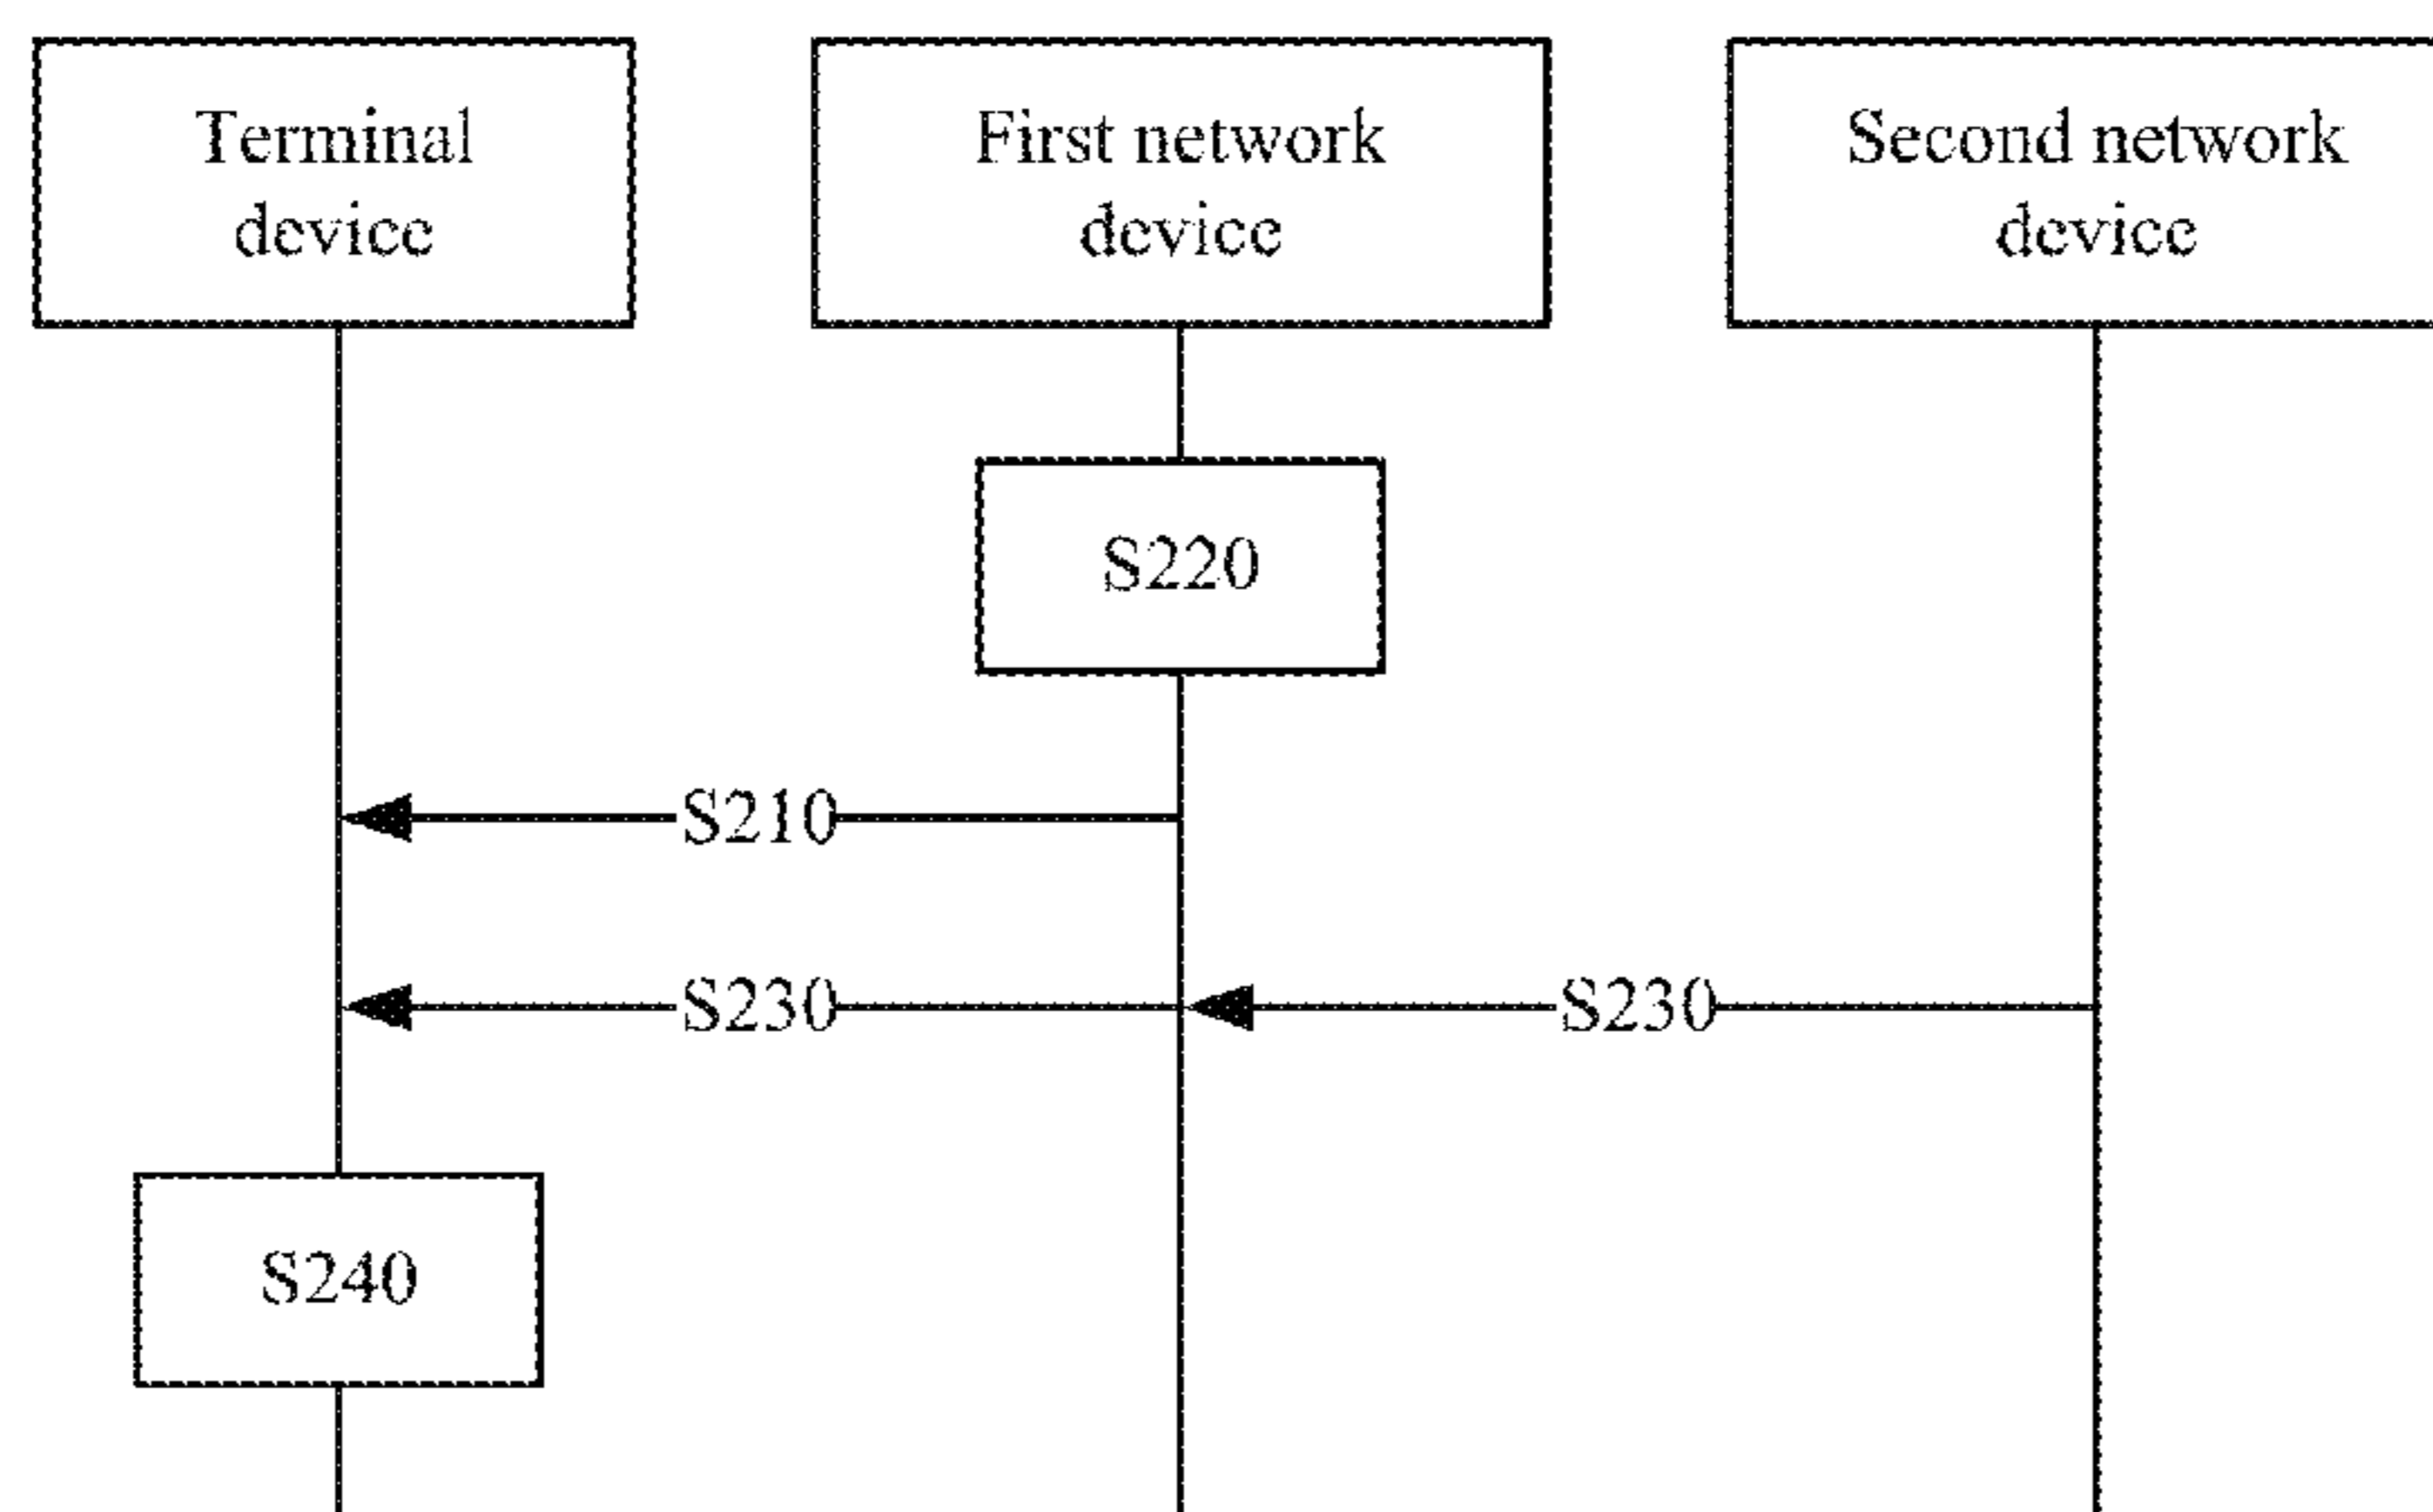 Terminal
device
First network
device
Second network
device
S220
S210
S230
S230
S240